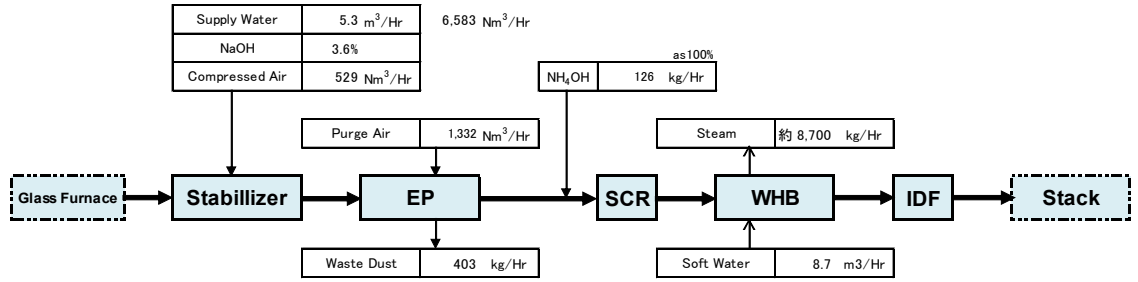 Supply Water 5.3 m³/Hr 6,583 Nm³/Hr
NaOH 3.6%
Compressed Air 529 Nm³/Hr
as100%
NH₄OH 126 kg/Hr
Purge Air 1,332 Nm³/Hr
Steam 約 8,700 kg/Hr
Glass Furnace Stabillizer EP SCR WHB IDF Stack
Waste Dust 403 kg/Hr
Soft Water 8.7 m3/Hr